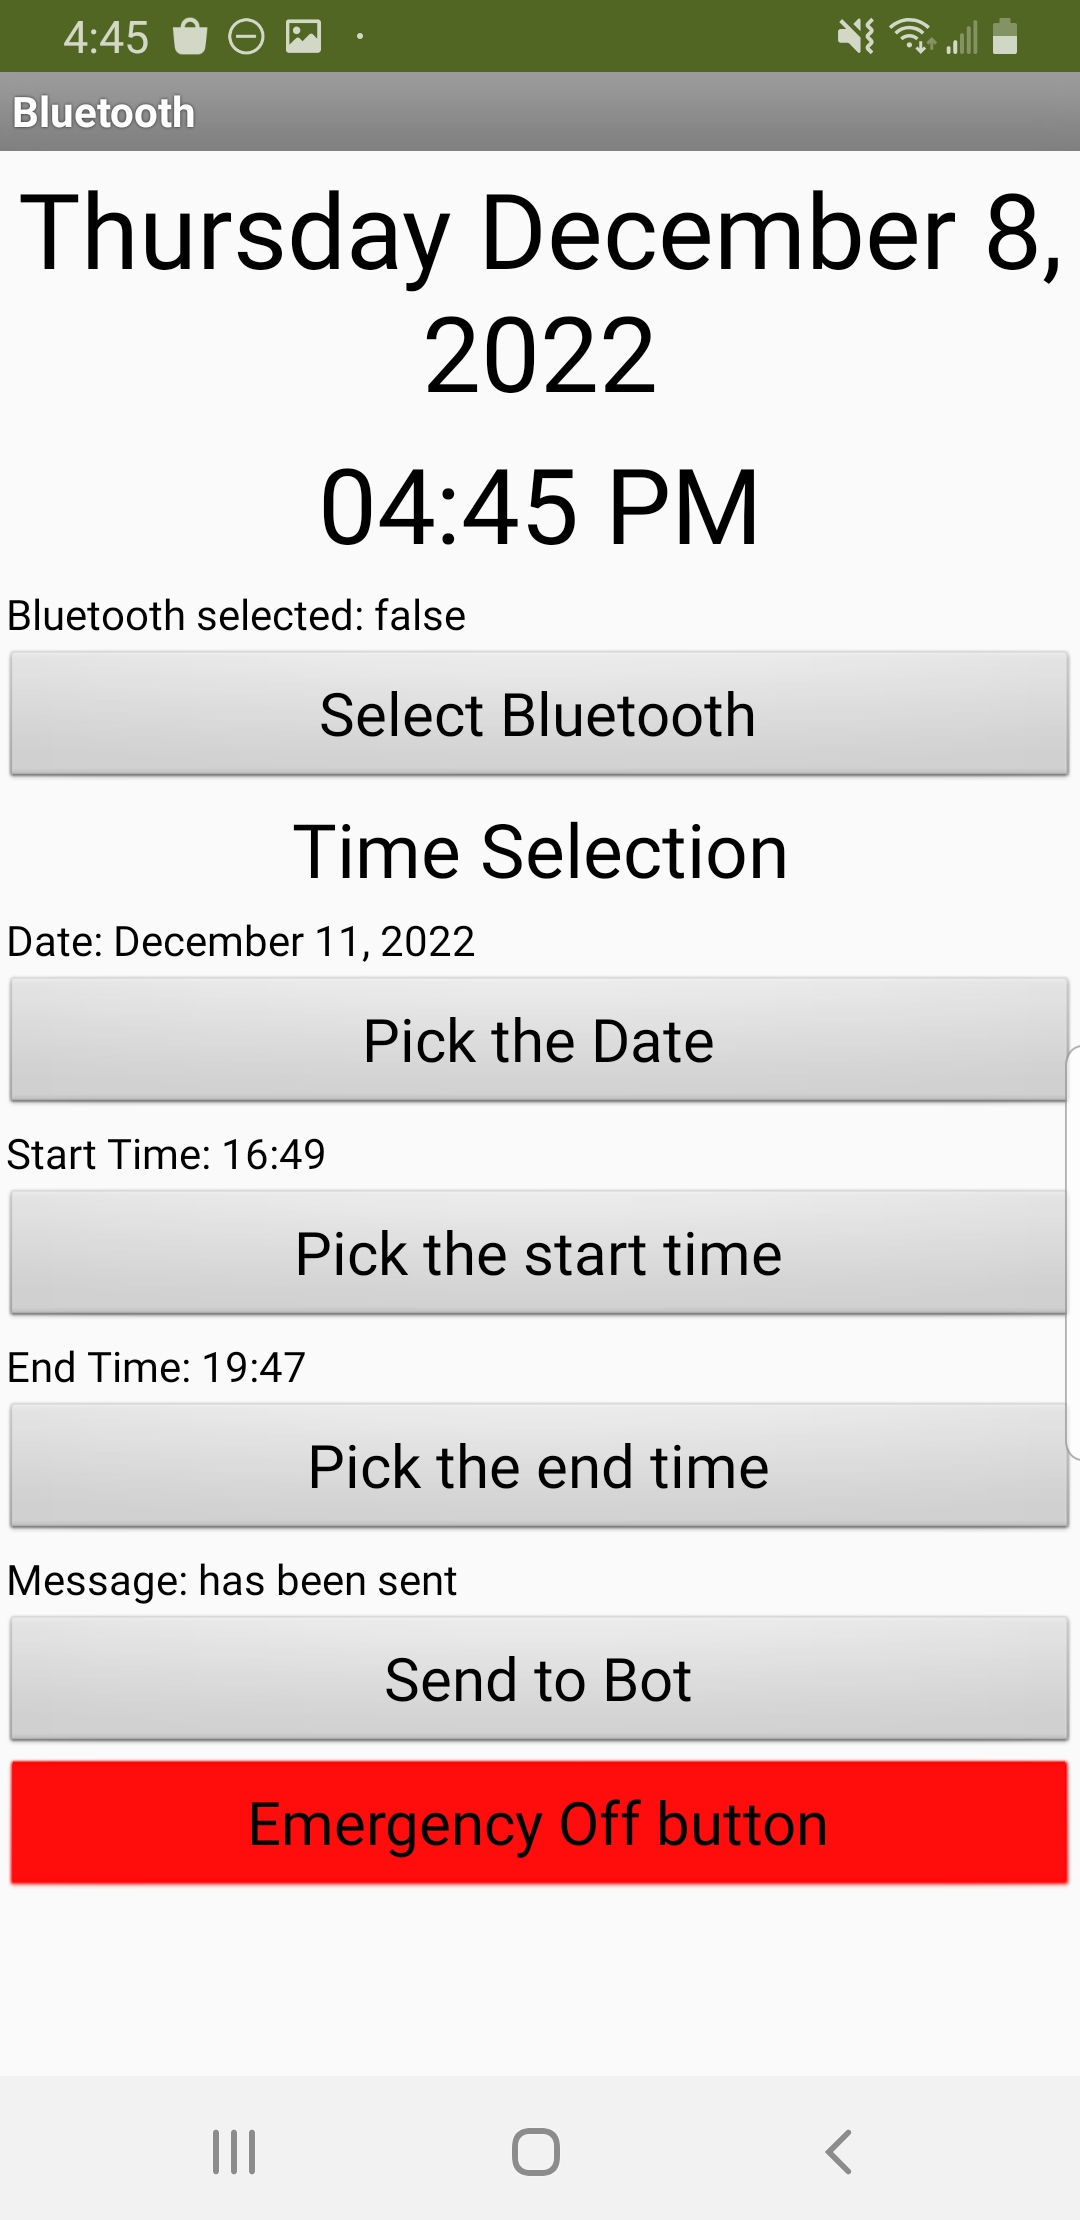 4:45
Bluetooth
Thursday December 8,
2022
04:45 PM
Bluetooth selected: false
Select Bluetooth
Time Selection
Date: December 11, 2022
Pick the Date
Start Time: 16:49
Pick the start time
End Time: 19:47
Pick the end time
Message: has been sent
Send to Bot
Emergency Off button